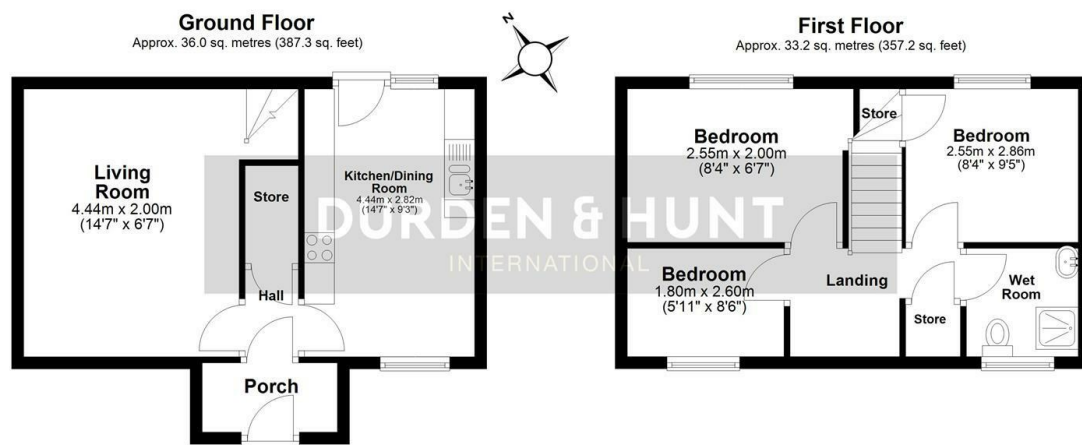 Ground Floor
Approx. 36.0 sq. metres (387.3 sq. feet)
N
First Floor
Approx. 33.2 sq. metres (357.2 sq. feet)
Living
Room
4.44m x 2.00m
(14'7" x 6'7")
Store
Kitchen/Dining
Room
4.44m x 2.82m
(14'7" x 9'3")
Hall
Porch
Bedroom
2.55m x 2.00m
(8'4" x 6'7")
Store
Bedroom
2.55m x 2.86m
(8'4" x 9'5")
Bedroom
1.80m x 2.60m
(5'11" x 8'6")
Landing
Store
Wet
Room
DURDEN & HUNT
INTERNATIONAL